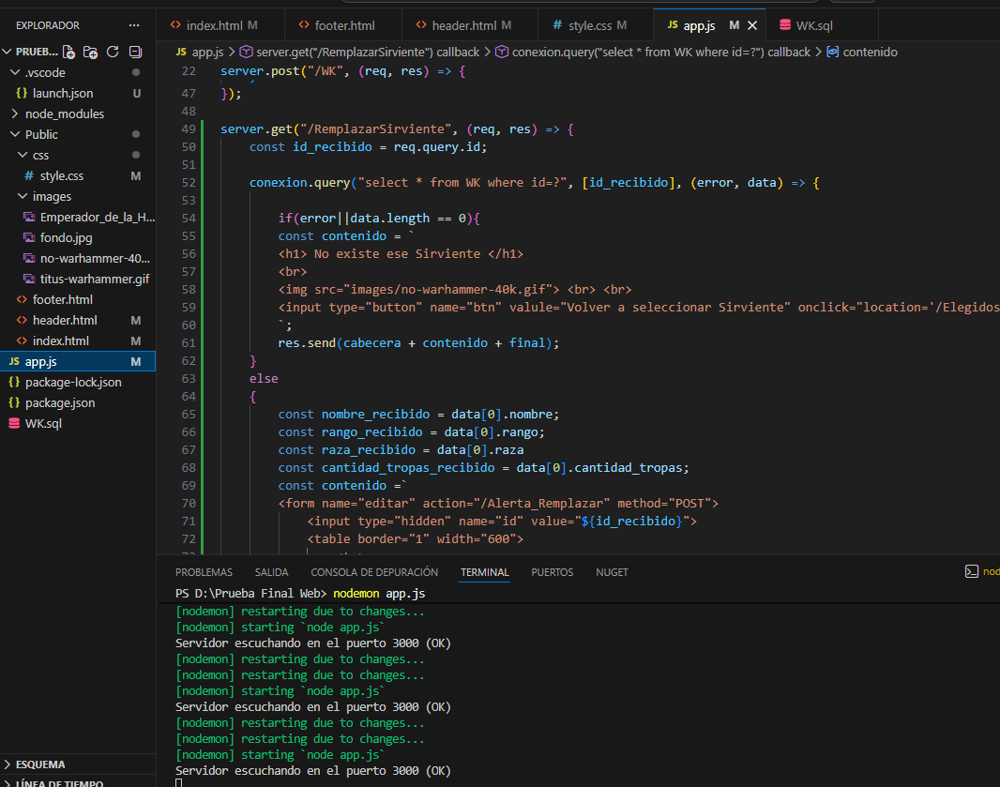 EXPLORADOR ...
PRUEB...
.vscode
launch.json U
node_modules
Public
css
# style.css M
images
Emperador_de_la_H...
fondo.jpg
no-warhammer-40...
titus-warhammer.gif
<> footer.html
<> header.html M
<> index.html M
JS app.js M
{} package-lock.json
{} package.json
WK.sql
ESQUEMA
LÍNEA DE TIEMPO
<> index.html M <> footer.html <> header.html M # style.css M JS app.js M WK.sql
JS app.js > server.get("/RemplazarSirviente") callback > conexion.query("select * from WK where id=?") callback > contenido
22 server.post("/WK", (req, res) => {
47 });
48
49 server.get("/RemplazarSirviente", (req, res) => {
50 const id_recibido = req.query.id;
51
52 conexion.query("select * from WK where id=?", [id_recibido], (error, data) => {
53
54 if(error||data.length == 0){
55 const contenido = `
56 <h1> No existe ese Sirviente </h1>
57 <br>
58 <img src="images/no-warhammer-40k.gif"> <br> <br>
59 <input type="button" name="btn" valule="Volver a seleccionar Sirviente" onclick="location='/Elegidos
60 `;
61 res.send(cabecera + contenido + final);
62 }
63 else
64 {
65 const nombre_recibido = data[0].nombre;
66 const rango_recibido = data[0].rango;
67 const raza_recibido = data[0].raza
68 const cantidad_tropas_recibido = data[0].cantidad_tropas;
69 const contenido =`
70 <form name="editar" action="/Alerta_Remplazar" method="POST">
71 <input type="hidden" name="id" value="${id_recibido}">
72 <table border="1" width="600">
PROBLEMAS SALIDA CONSOLA DE DEPURACIÓN TERMINAL PUERTOS NUGET nod
PS D:\Prueba Final Web> nodemon app.js
[nodemon] restarting due to changes...
[nodemon] starting `node app.js`
Servidor escuchando en el puerto 3000 (OK)
[nodemon] restarting due to changes...
[nodemon] restarting due to changes...
[nodemon] starting `node app.js`
Servidor escuchando en el puerto 3000 (OK)
[nodemon] restarting due to changes...
[nodemon] restarting due to changes...
[nodemon] starting `node app.js`
Servidor escuchando en el puerto 3000 (OK)